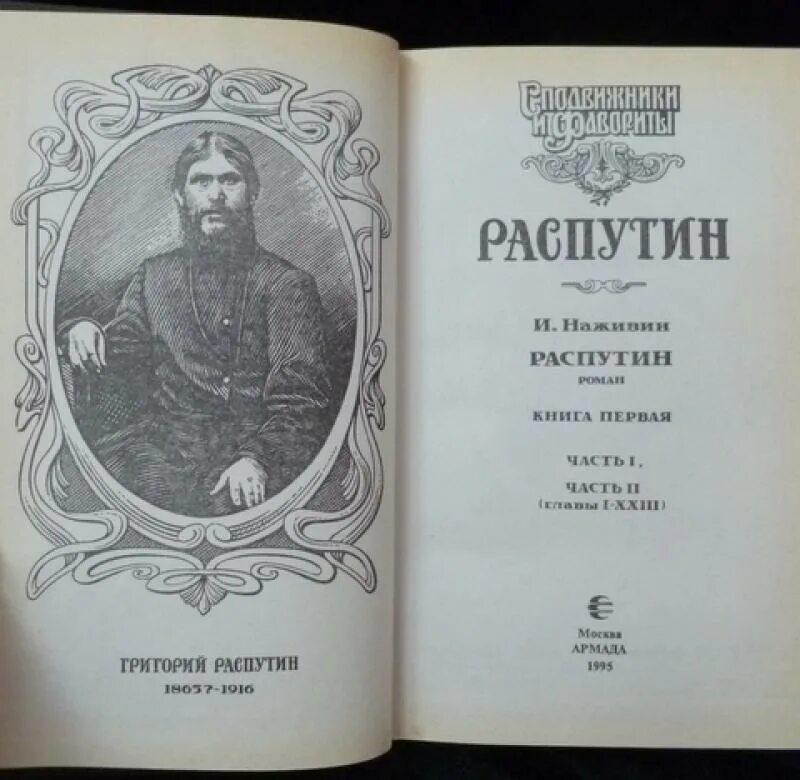 ГРИГОРИЙ РАСПУТИН
1865?-1916
СПОДВИЖНИКИ
И ФАВОРИТЫ
РАСПУТИН
И. Наживин
РАСПУТИН
РОМАН
КНИГА ПЕРВАЯ
ЧАСТЬ I,
ЧАСТЬ II
(главы I-XXIII)
Москва
АРМАДА
1995